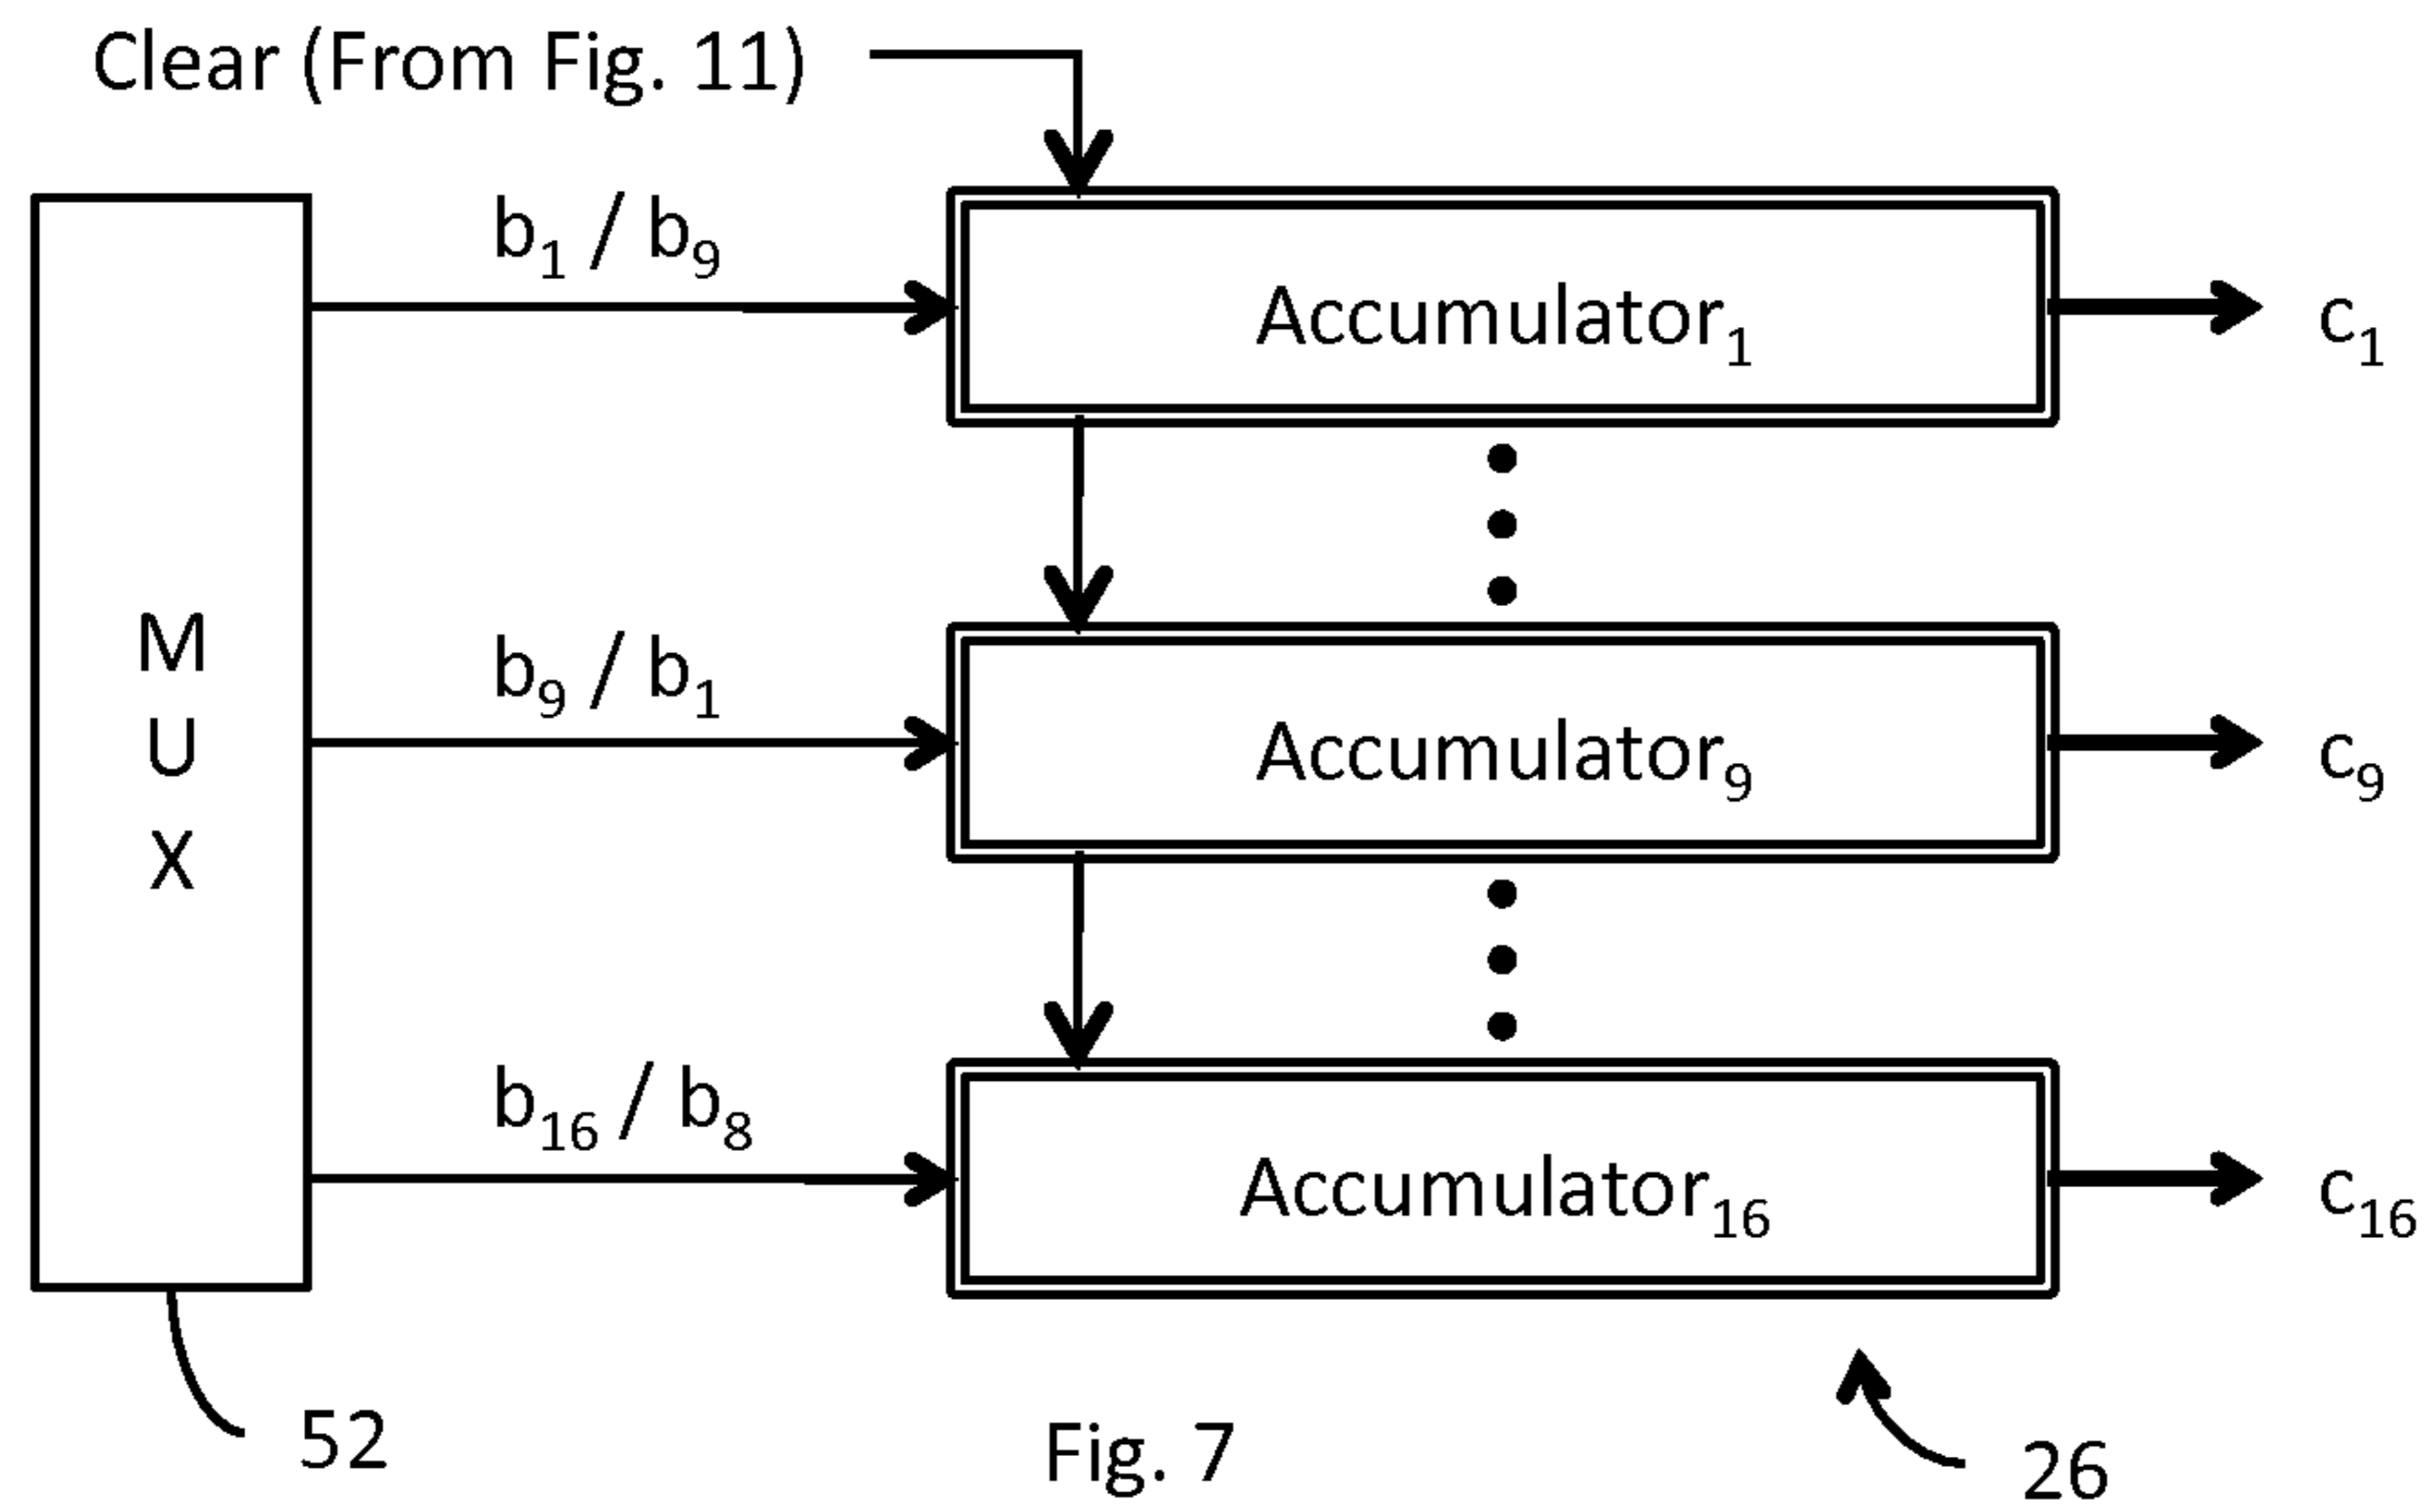 Clear (From Fig. 11)
b₁ / b₉
Accumulator₁
c₁
M
U
X
b₉ / b₁
Accumulator₉
c₉
b₁₆ / b₈
Accumulator₁₆
c₁₆
52
Fig. 7
26